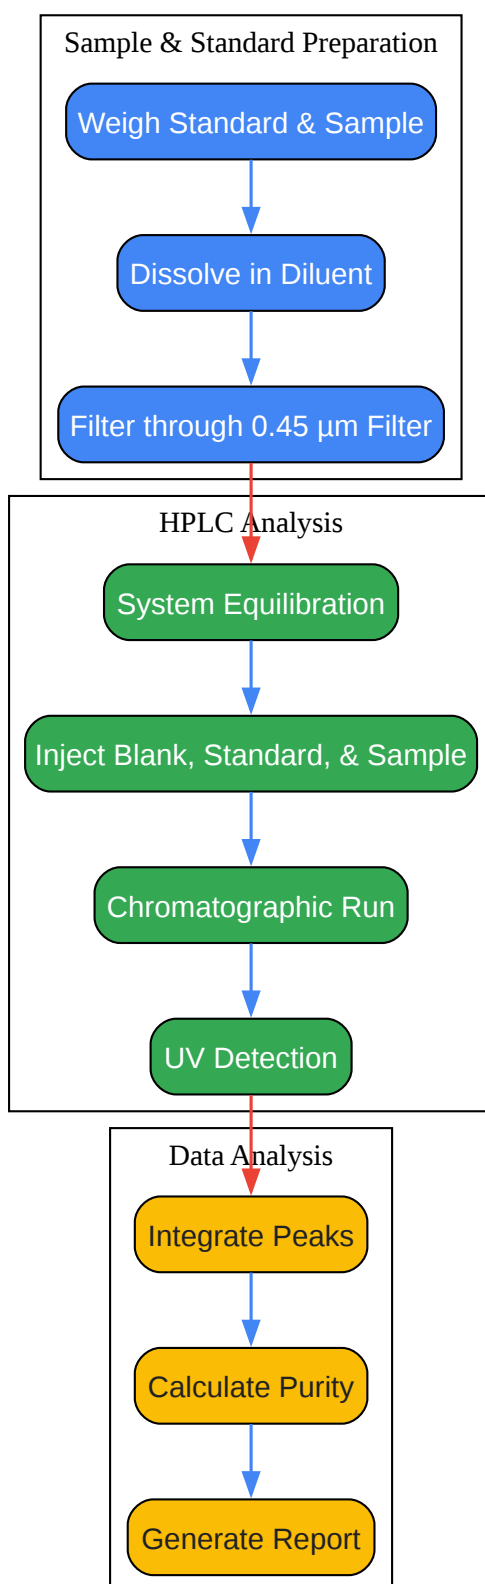 Sample & Standard Preparation
Weigh Standard & Sample
Dissolve in Diluent
Filter through 0.45 µm Filter
HPLC Analysis
System Equilibration
Inject Blank, Standard, & Sample
Chromatographic Run
UV Detection
Data Analysis
Integrate Peaks
Calculate Purity
Generate Report